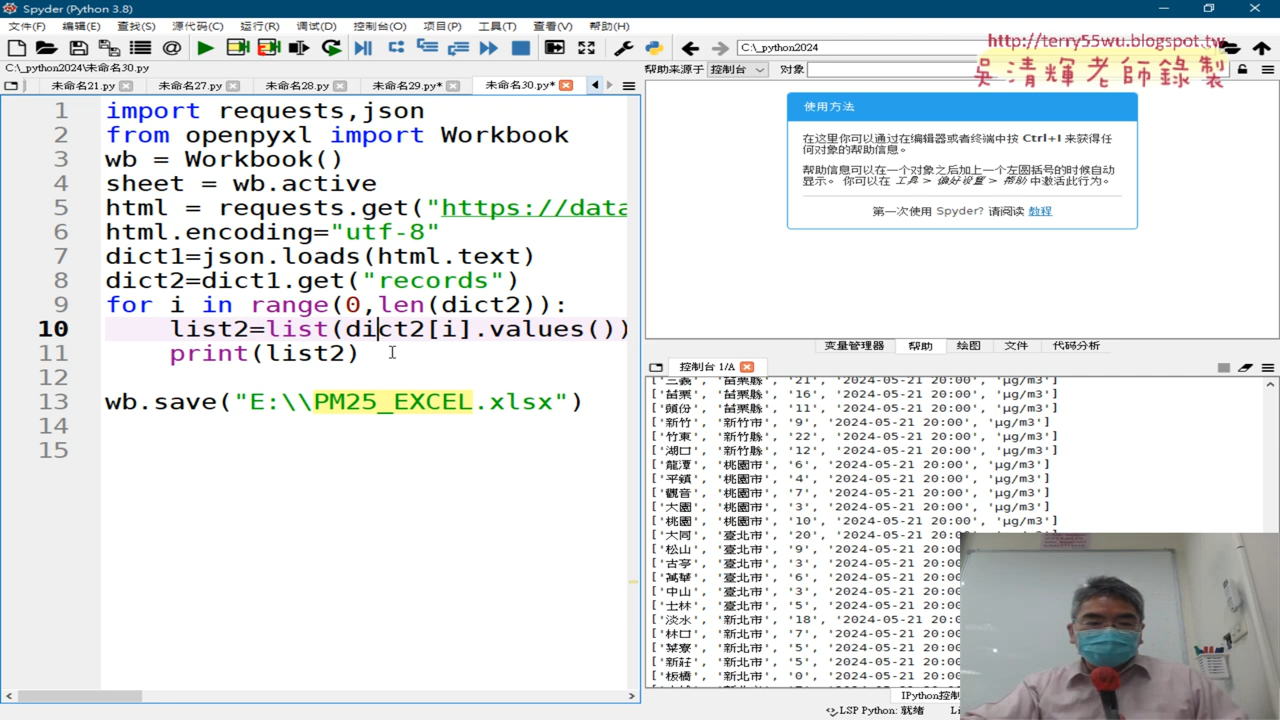 Spyder (Python 3.8)
文件(F) 编辑(E) 查找(S) 源代码(C) 运行(R) 调试(D) 控制台(O) 项目(P) 工具(T) 查看(V) 帮助(H)
C:\_python2024
http://terry55wu.blogspot.tw
吳清輝老師錄製
C:\_python2024\未命名30.py
帮助来源于 控制台 对象
未命名21.py 未命名27.py 未命名28.py 未命名29.py* 未命名30.py*
1 import requests,json
2 from openpyxl import Workbook
3 wb = Workbook()
4 sheet = wb.active
5 html = requests.get("https://data
6 html.encoding="utf-8"
7 dict1=json.loads(html.text)
8 dict2=dict1.get("records")
9 for i in range(0,len(dict2)):
10 list2=list(dict2[i].values())
11 print(list2)
12
13 wb.save("E:\\PM25_EXCEL.xlsx")
14
15
使用方法
在这里你可以通过在编辑器或者终端中按 Ctrl+I 来获得任
何对象的帮助信息。
帮助信息可以在一个对象之后加上一个左圆括号的时候自动
显示。 你可以在 工具 > 偏好设置 > 帮助 中激活此行为。
第一次使用 Spyder? 请阅读 教程
变量管理器 帮助 绘图 文件 代码分析
控制台 1/A
['三義', '苗栗縣', '21', '2024-05-21 20:00', 'μg/m3']
['苗栗', '苗栗縣', '16', '2024-05-21 20:00', 'μg/m3']
['頭份', '苗栗縣', '11', '2024-05-21 20:00', 'μg/m3']
['新竹', '新竹市', '9', '2024-05-21 20:00', 'μg/m3']
['竹東', '新竹縣', '22', '2024-05-21 20:00', 'μg/m3']
['湖口', '新竹縣', '12', '2024-05-21 20:00', 'μg/m3']
['龍潭', '桃園市', '6', '2024-05-21 20:00', 'μg/m3']
['平鎮', '桃園市', '4', '2024-05-21 20:00', 'μg/m3']
['觀音', '桃園市', '7', '2024-05-21 20:00', 'μg/m3']
['大園', '桃園市', '3', '2024-05-21 20:00', 'μg/m3']
['桃園', '桃園市', '10', '2024-05-21 20:00', 'μg/m3']
['大同', '臺北市', '20', '2024-05-21 20:00'
['松山', '臺北市', '9', '2024-05-21 20:00'
['古亭', '臺北市', '3', '2024-05-21 20:00'
['萬華', '臺北市', '6', '2024-05-21 20:00'
['中山', '臺北市', '3', '2024-05-21 20:00'
['士林', '臺北市', '5', '2024-05-21 20:00'
['淡水', '新北市', '18', '2024-05-21 20:00'
['林口', '新北市', '7', '2024-05-21 20:00'
['菜寮', '新北市', '5', '2024-05-21 20:00'
['新莊', '新北市', '5', '2024-05-21 20:00'
['板橋', '新北市', '0', '2024-05-21 20:00'
IPython控制
LSP Python: 就绪